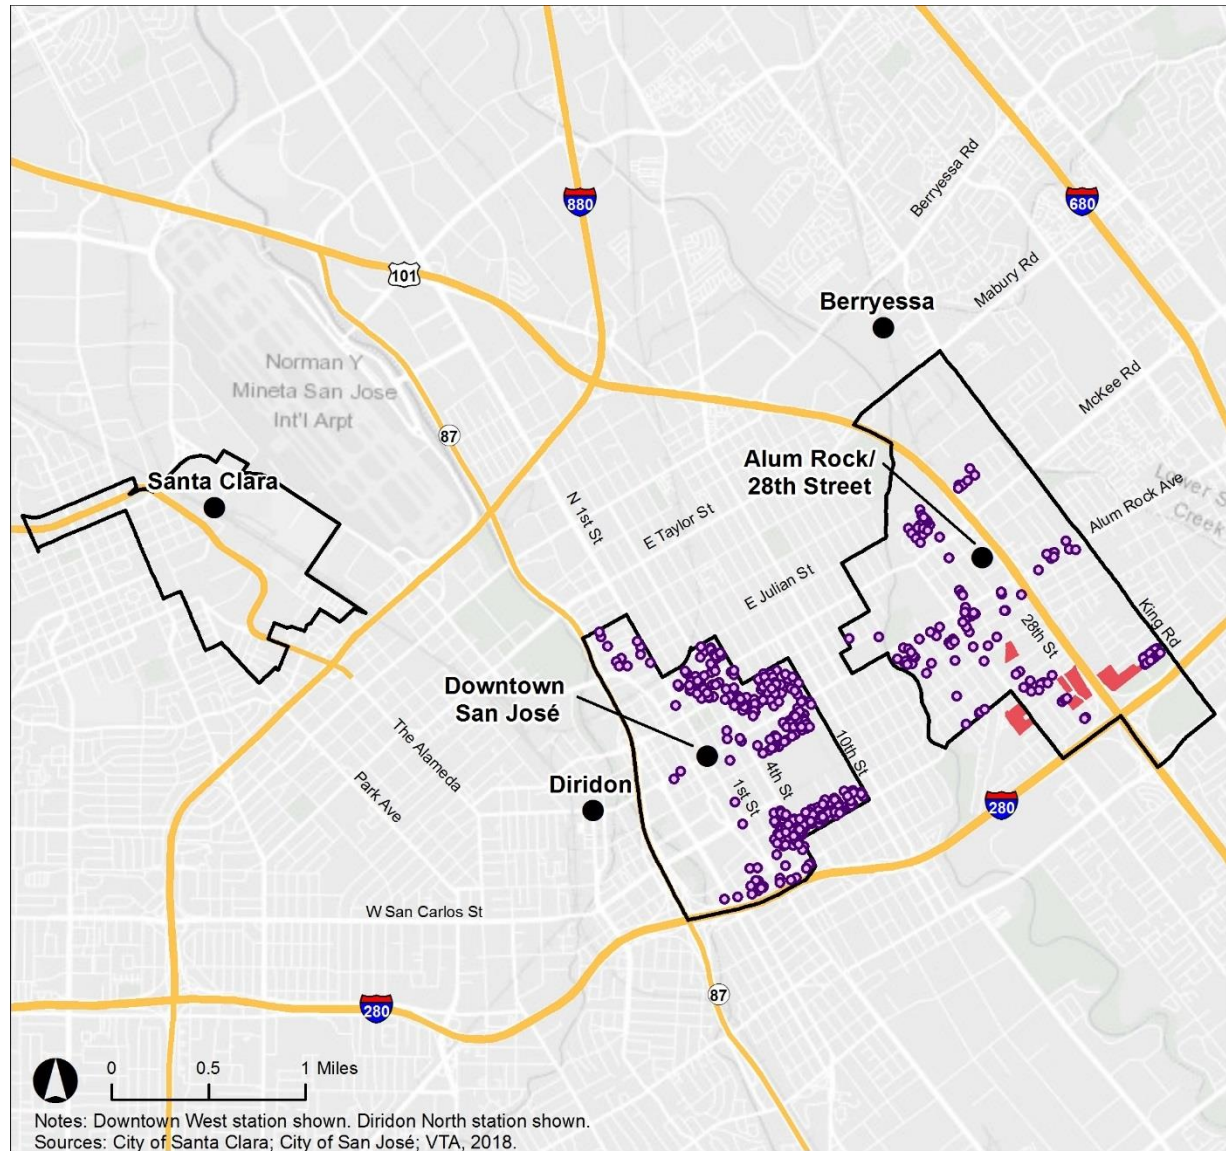 880
680
Berryessa Rd
101
Mabury Rd
Berryessa
Norman Y
Mineta San Jose
Int'l Arpt
McKee Rd
87
Alum Rock/
28th Street
Santa Clara
Alum Rock Ave
Lower S
Creek
N 1st St
E Taylor St
E Julian St
King Rd
28th St
Downtown
San José
10th St
The Alameda
4th St
1st St
Park Ave
Diridon
280
W San Carlos St
87
280
0 0.5 1 Miles
Notes: Downtown West station shown. Diridon North station shown.
Sources: City of Santa Clara; City of San José; VTA, 2018.